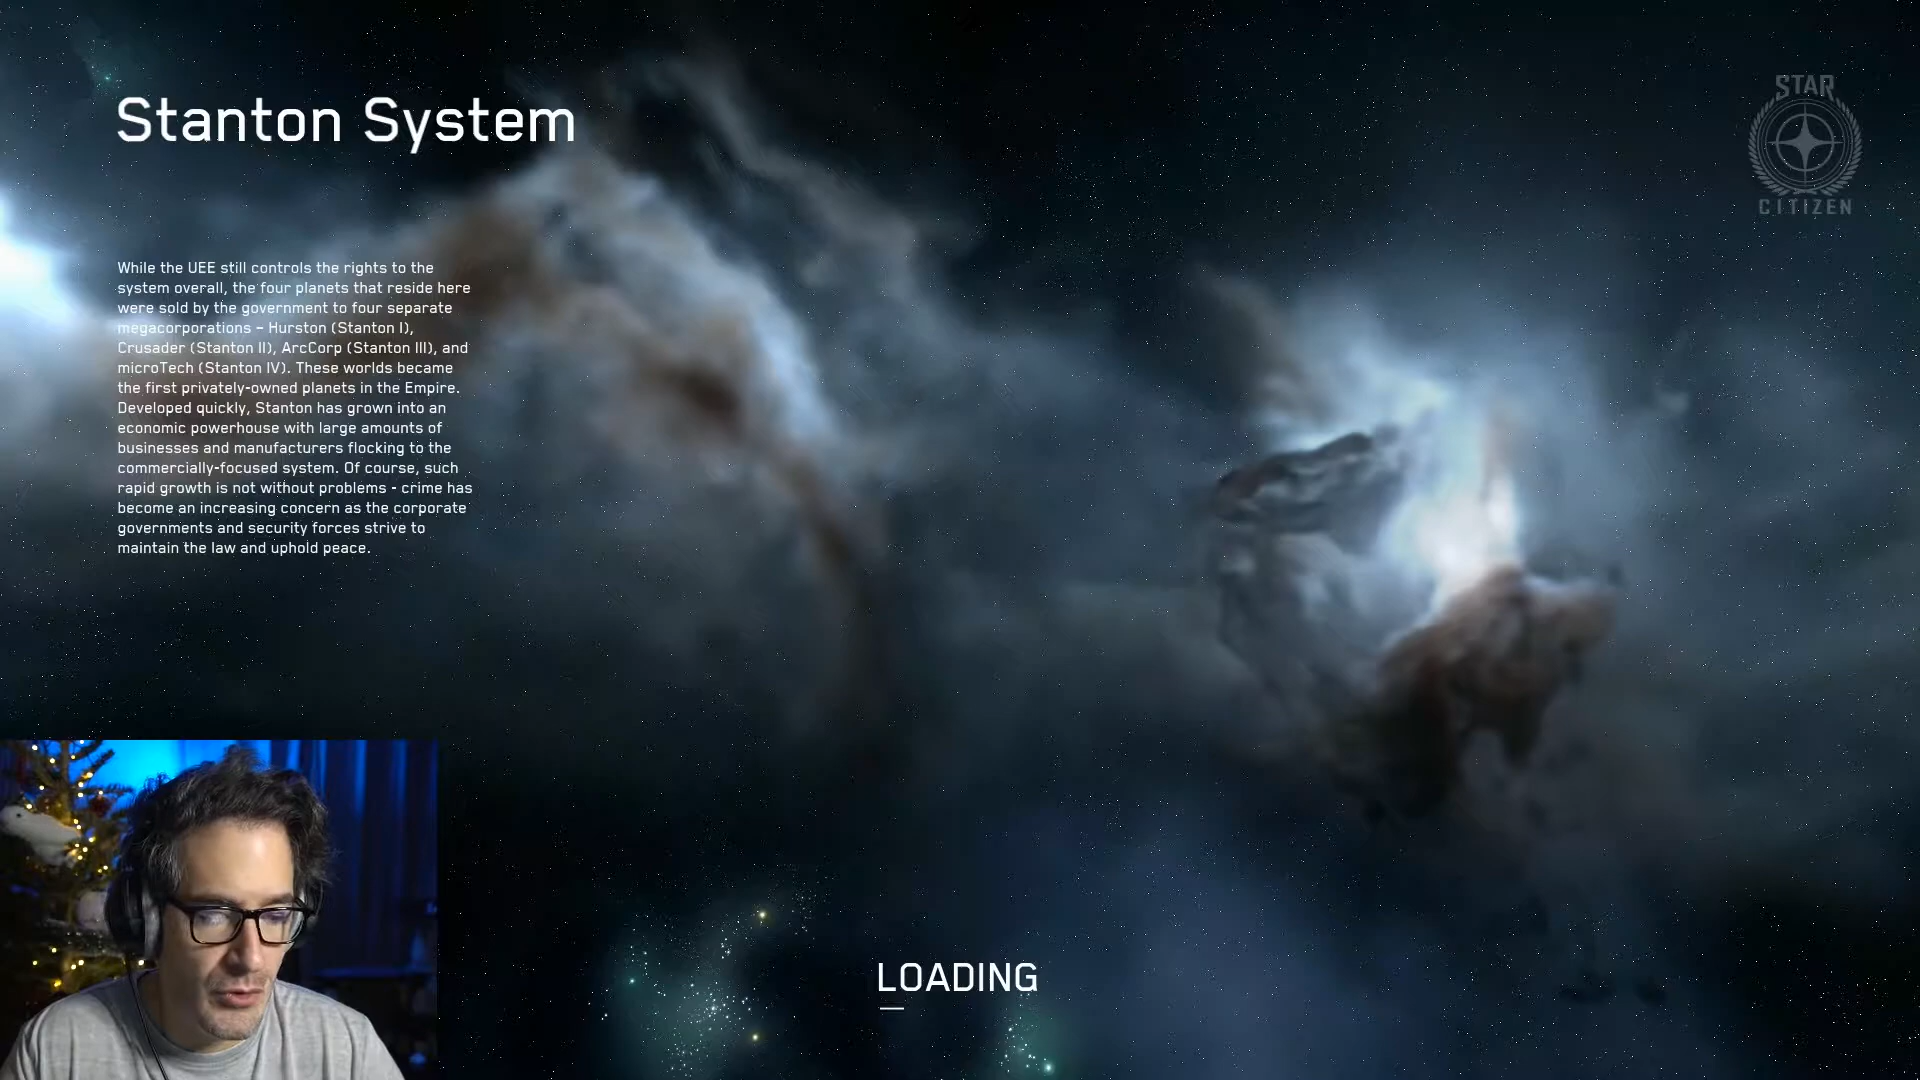 Stanton System
STAR
CITIZEN
While the UEE still controls the rights to the
system overall, the four planets that reside here
were sold by the government to four separate
megacorporations – Hurston (Stanton I),
Crusader (Stanton II), ArcCorp (Stanton III), and
microTech (Stanton IV). These worlds became
the first privately-owned planets in the Empire.
Developed quickly, Stanton has grown into an
economic powerhouse with large amounts of
businesses and manufacturers flocking to the
commercially-focused system. Of course, such
rapid growth is not without problems - crime has
become an increasing concern as the corporate
governments and security forces strive to
maintain the law and uphold peace.
LOADING